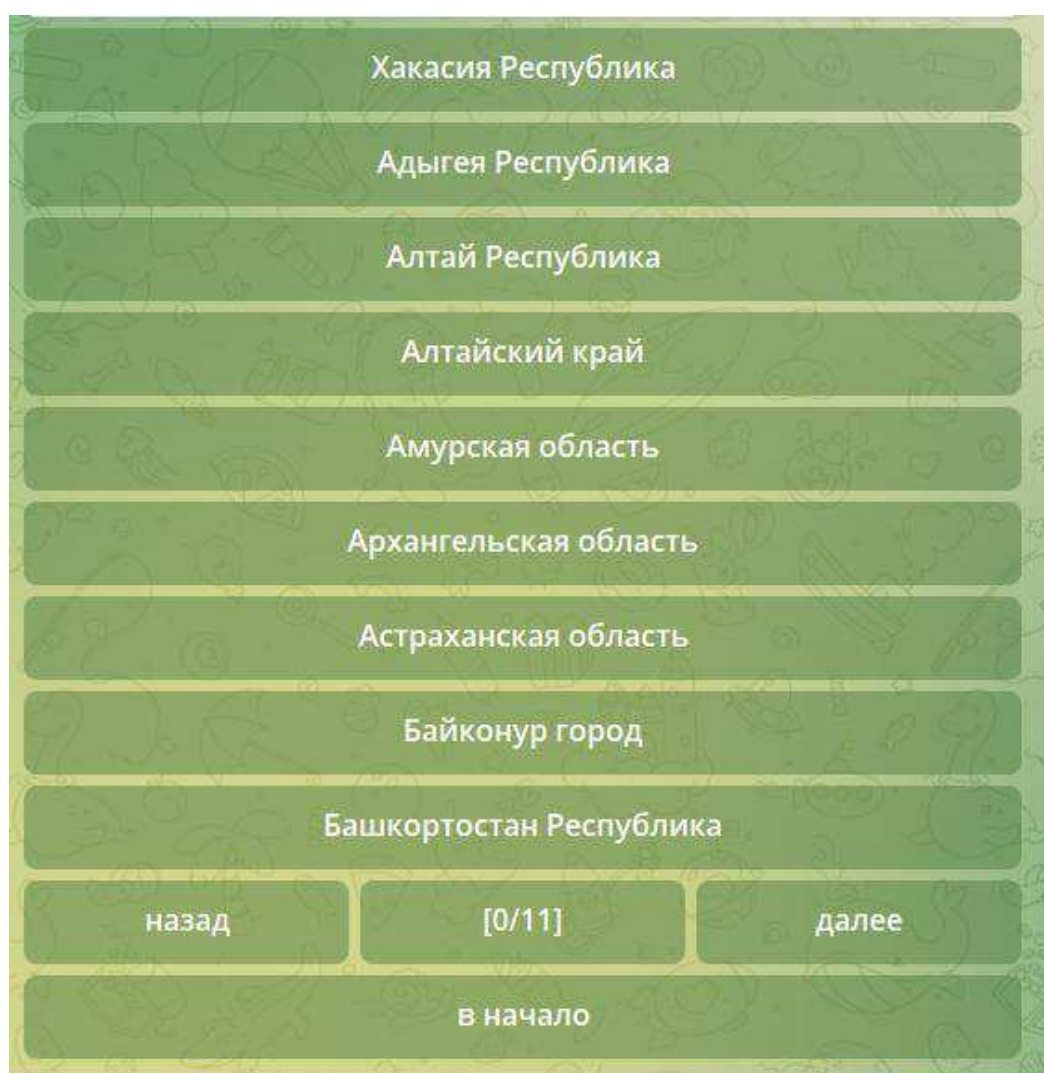 Хакасия Республика
Адыгея Республика
Алтай Республика
Алтайский край
Амурская область
Архангельская область
Астраханская область
Байконур город
Башкортостан Республика
назад [0/11] далее
в начало